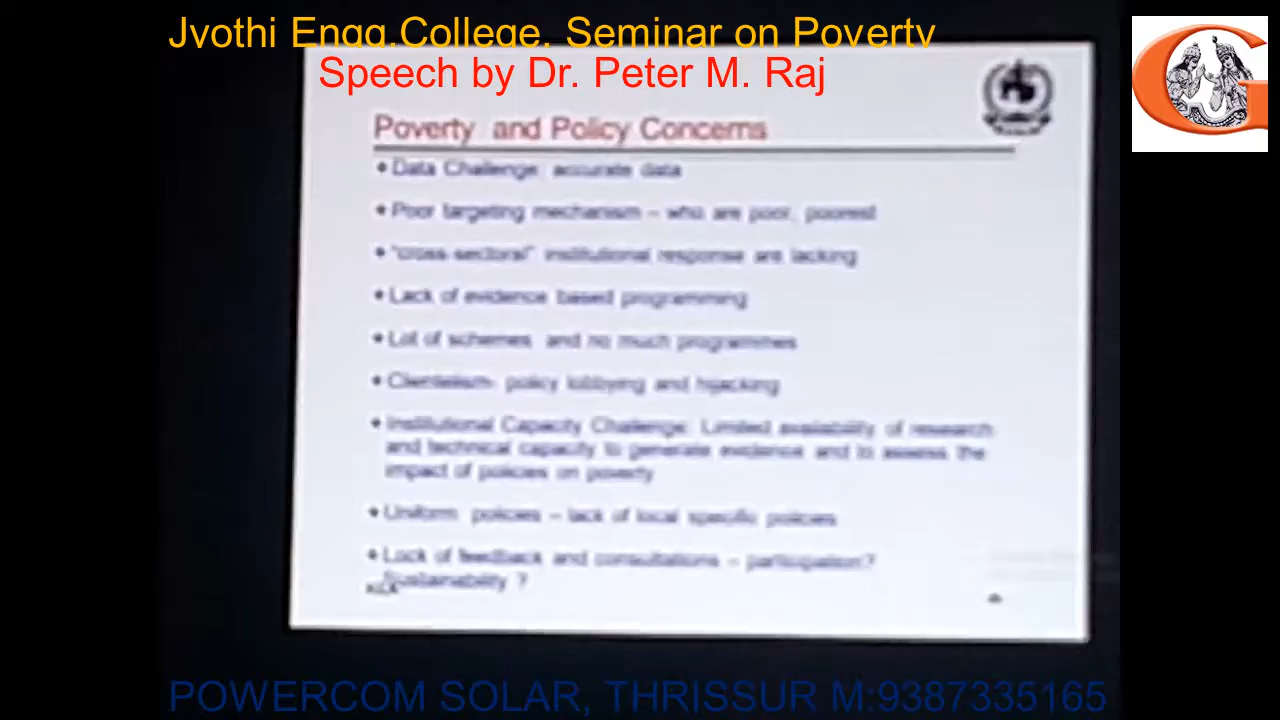 Jyothi Engg.College. Seminar on Poverty
Speech by Dr. Peter M. Raj
Poverty and Policy Concerns
Data Challenge: accurate data
Poor targeting mechanism – who are poor, poorest
"cross-sectoral" institutional response are lacking
Lack of evidence based programming
Lot of schemes and no much programmes
Clientelism- policy lobbying and hijacking
Institutional Capacity Challenge: Limited availability of research
and technical capacity to generate evidence and to assess the
impact of policies on poverty
Uniform policies – lack of local specific policies
Lack of feedback and consultations – participation?
Sustainability ?
POWERCOM SOLAR, THRISSUR M:9387335165
G